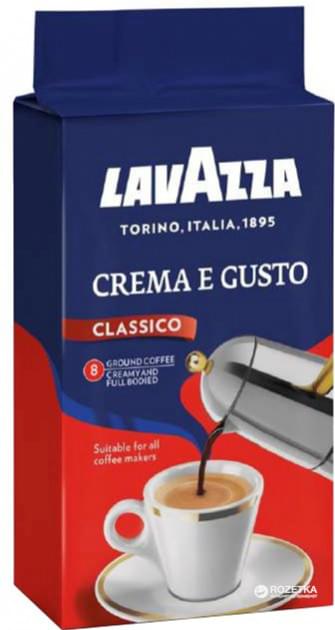 LAVAZZA
TORINO, ITALIA, 1895
CREMA E GUSTO
CLASSICO
8 GROUND COFFEE
CREAMY AND
FULL BODIED
Suitable for all
coffee makers
ROZETKA